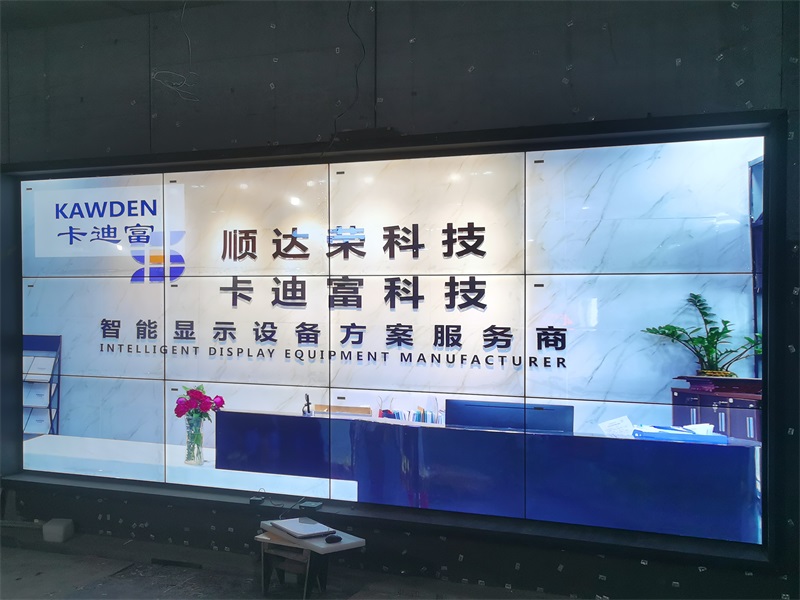 KAWDEN
卡迪富
顺达荣科技
卡迪富科技
智能显示设备方案服务商
INTELLIGENT DISPLAY EQUIPMENT MANUFACTURER